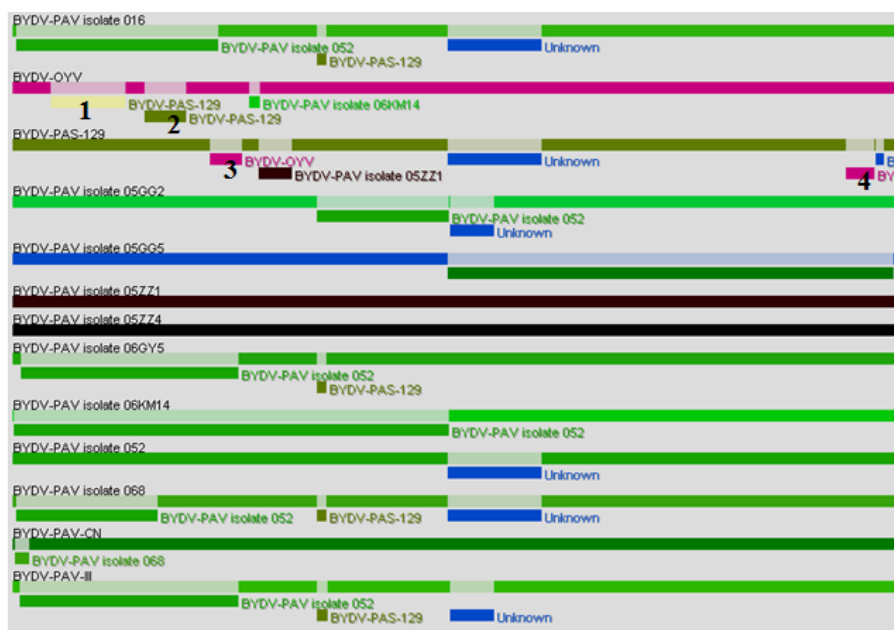 BYDV-PAV isolate 016
BYDV-PAV isolate 052 Unknown
BYDV-PAS-129
BYDV-OYV
1 BYDV-PAS-129 BYDV-PAV isolate 06KM14
2 BYDV-PAS-129
BYDV-PAS-129
3 BYDV-OYV Unknown 4 B
BYDV-PAV isolate 05ZZ1 BY
BYDV-PAV isolate 05GG2
BYDV-PAV isolate 052
Unknown
BYDV-PAV isolate 05GG5
BYDV-PAV isolate 05ZZ1
BYDV-PAV isolate 05ZZ4
BYDV-PAV isolate 06GY5
BYDV-PAV isolate 052
BYDV-PAS-129
BYDV-PAV isolate 06KM14
BYDV-PAV isolate 052
BYDV-PAV isolate 052
Unknown
BYDV-PAV isolate 068
BYDV-PAV isolate 052 BYDV-PAS-129 Unknown
BYDV-PAV-CN
BYDV-PAV isolate 068
BYDV-PAV-III
BYDV-PAV isolate 052
BYDV-PAS-129 Unknown